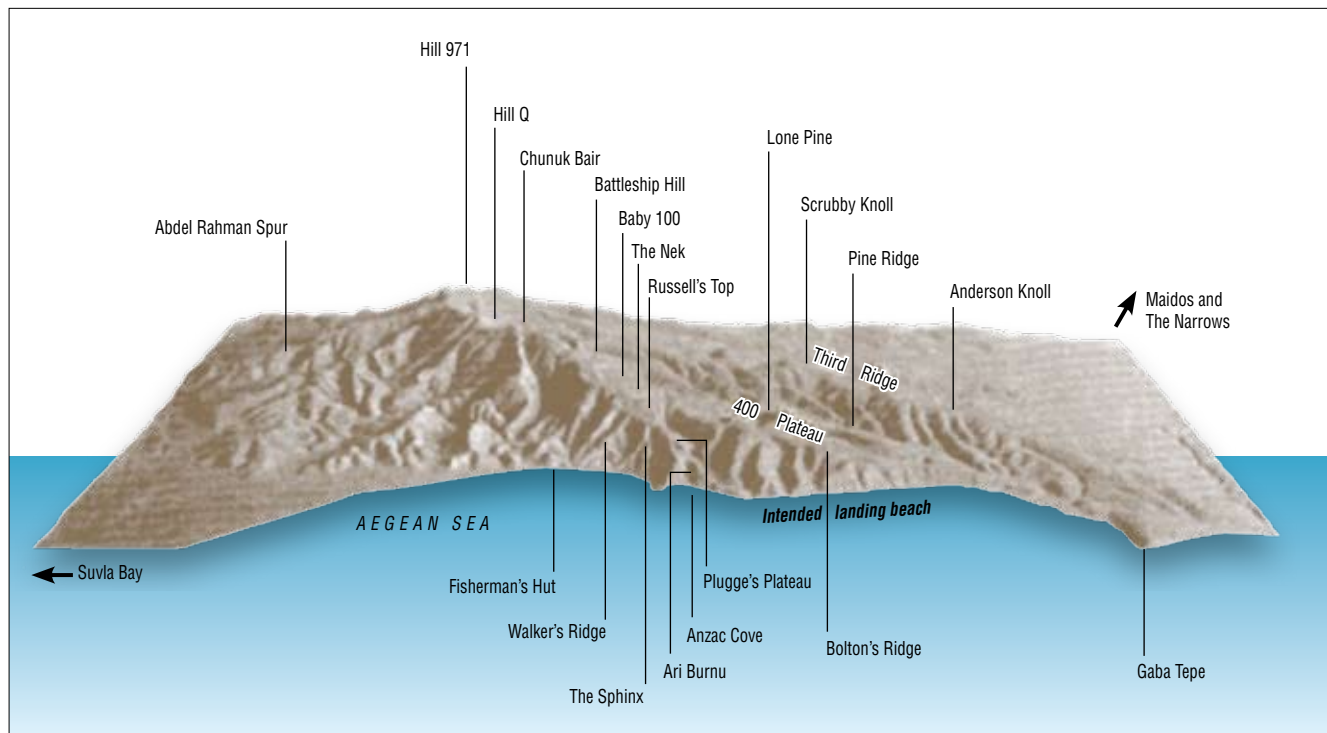 Hill 971
Hill Q
Chunuk Bair
Battleship Hill
Lone Pine
Scrubby Knoll
Abdel Rahman Spur
Baby 100
The Nek
Pine Ridge
Russell's Top
Anderson Knoll
Maidos and
The Narrows
Third Ridge
400 Plateau
Intended landing beach
AEGEAN SEA
Suvla Bay
Fisherman's Hut
Plugge's Plateau
Walker's Ridge
Anzac Cove
Bolton's Ridge
Ari Burnu
Gaba Tepe
The Sphinx